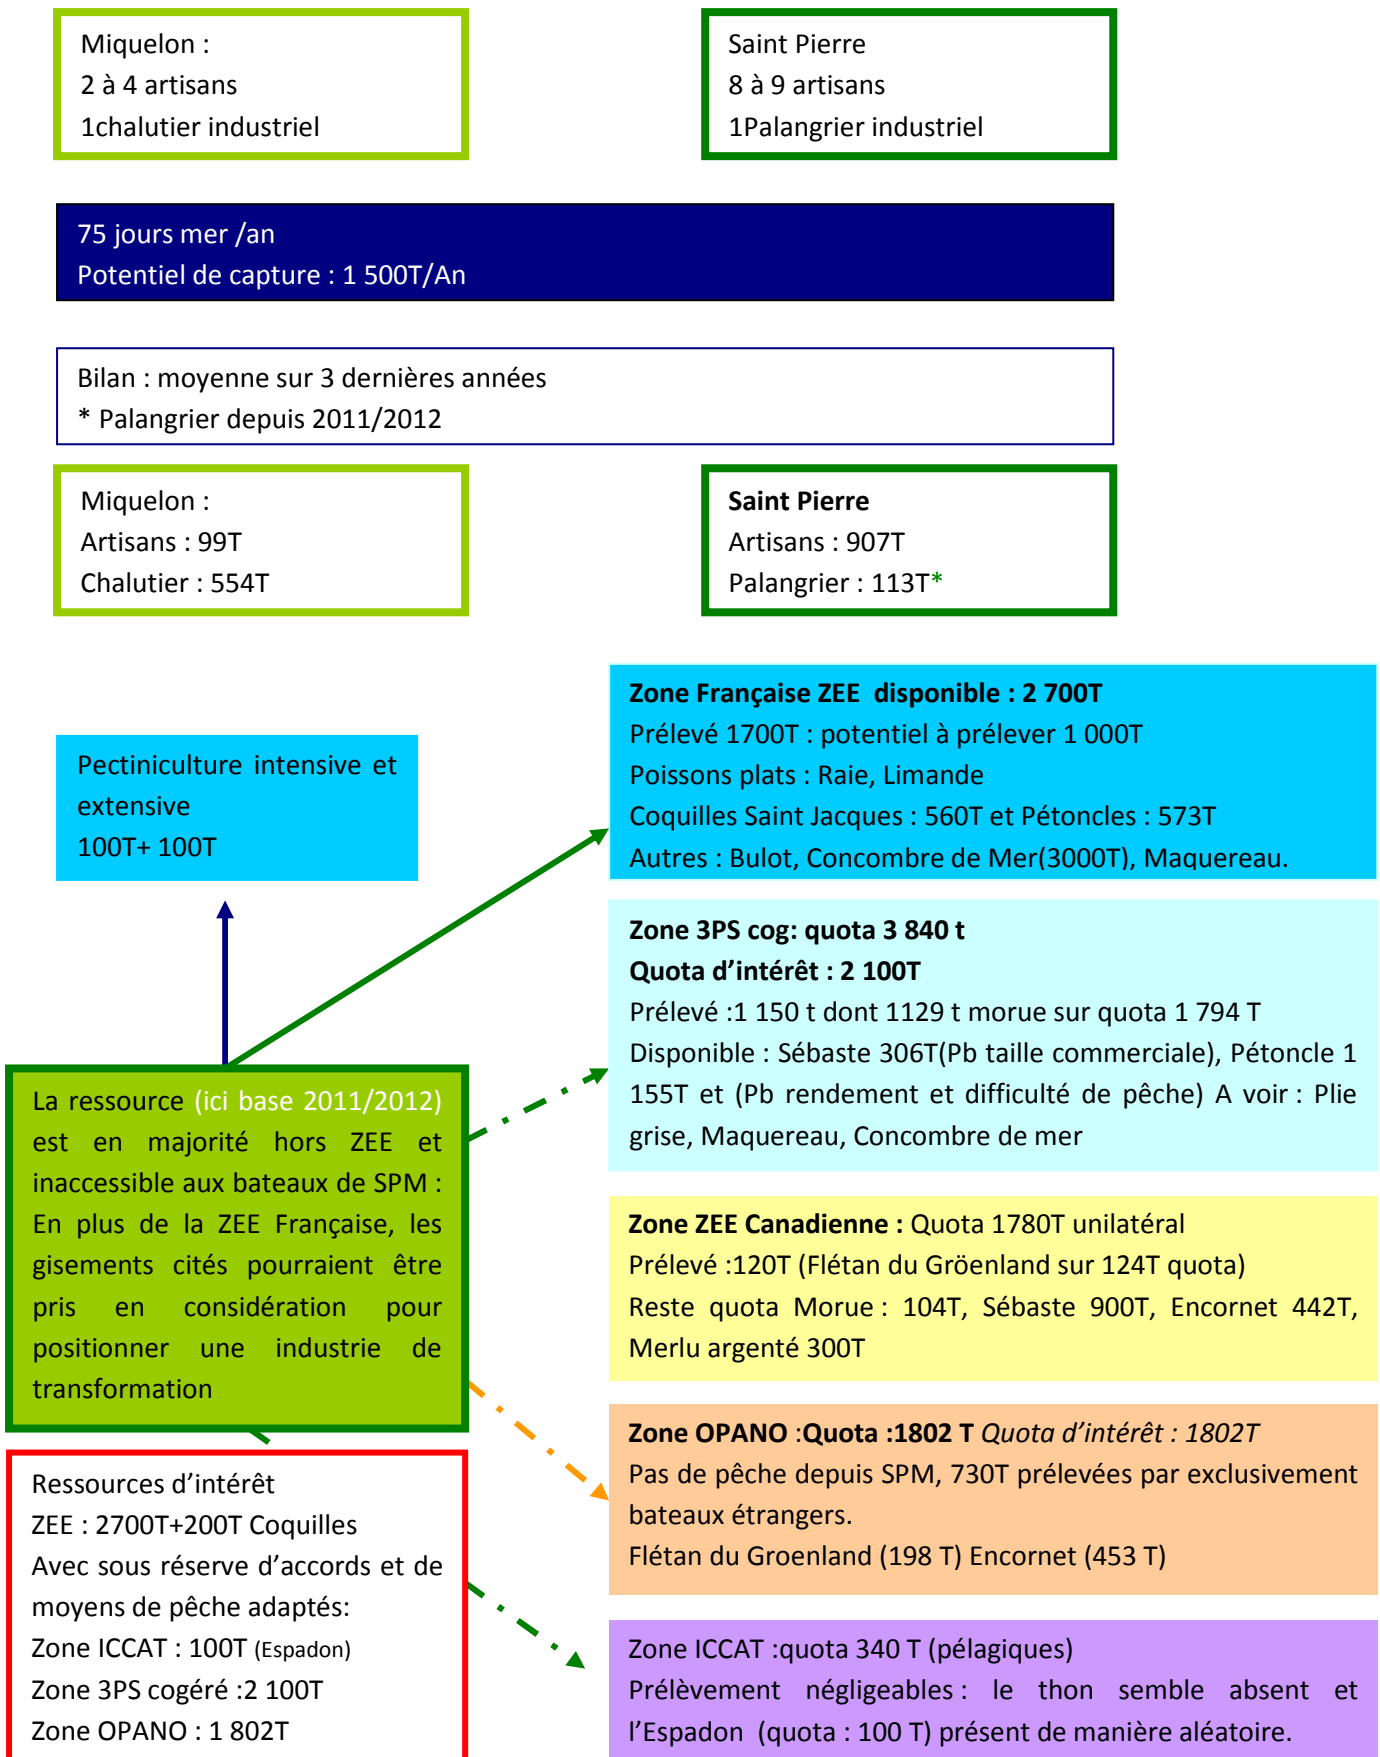 Miquelon :
2 à 4 artisans
1chalutier industriel
Saint Pierre
8 à 9 artisans
1Palangrier industriel
75 jours mer /an
Potentiel de capture : 1 500T/An
Bilan : moyenne sur 3 dernières années
* Palangrier depuis 2011/2012
Miquelon :
Artisans : 99T
Chalutier : 554T
Saint Pierre
Artisans : 907T
Palangrier : 113T*
Pectiniculture intensive et
extensive
100T+ 100T
Zone Française ZEE disponible : 2 700T
Prélevé 1700T : potentiel à prélever 1 000T
Poissons plats : Raie, Limande
Coquilles Saint Jacques : 560T et Pétoncles : 573T
Autres : Bulot, Concombre de Mer(3000T), Maquereau.
Zone 3PS cog: quota 3 840 t
Quota d’intérêt : 2 100T
Prélevé :1 150 t dont 1129 t morue sur quota 1 794 T
Disponible : Sébaste 306T(Pb taille commerciale), Pétoncle 1
155T et (Pb rendement et difficulté de pêche) A voir : Plie
grise, Maquereau, Concombre de mer
La ressource (ici base 2011/2012)
est en majorité hors ZEE et
inaccessible aux bateaux de SPM :
En plus de la ZEE Française, les
gisements cités pourraient être
pris en considération pour
positionner une industrie de
transformation
Zone ZEE Canadienne : Quota 1780T unilatéral
Prélevé :120T (Flétan du Gröenland sur 124T quota)
Reste quota Morue : 104T, Sébaste 900T, Encornet 442T,
Merlu argenté 300T
Zone OPANO :Quota :1802 T Quota d’intérêt : 1802T
Pas de pêche depuis SPM, 730T prélevées par exclusivement
bateaux étrangers.
Flétan du Groenland (198 T) Encornet (453 T)
Ressources d’intérêt
ZEE : 2700T+200T Coquilles
Avec sous réserve d’accords et de
moyens de pêche adaptés:
Zone ICCAT : 100T (Espadon)
Zone 3PS cogéré :2 100T
Zone OPANO : 1 802T
Zone ICCAT :quota 340 T (pélagiques)
Prélèvement négligeables : le thon semble absent et
l’Espadon (quota : 100 T) présent de manière aléatoire.